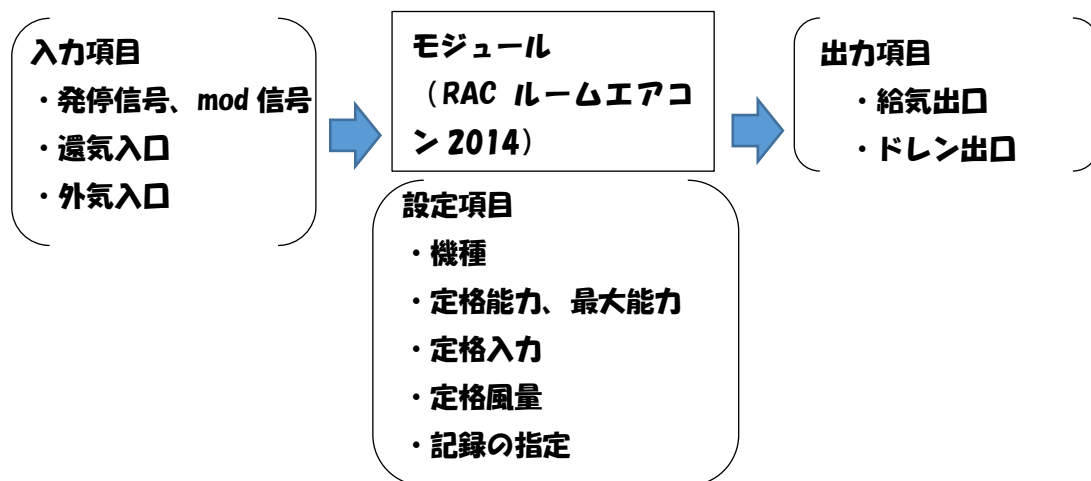 入力項目
・発停信号、mod 信号
・還気入口
・外気入口
モジュール
（RAC ルームエアコ
ン 2014）
設定項目
・機種
・定格能力、最大能力
・定格入力
・定格風量
・記録の指定
出力項目
・給気出口
・ドレン出口